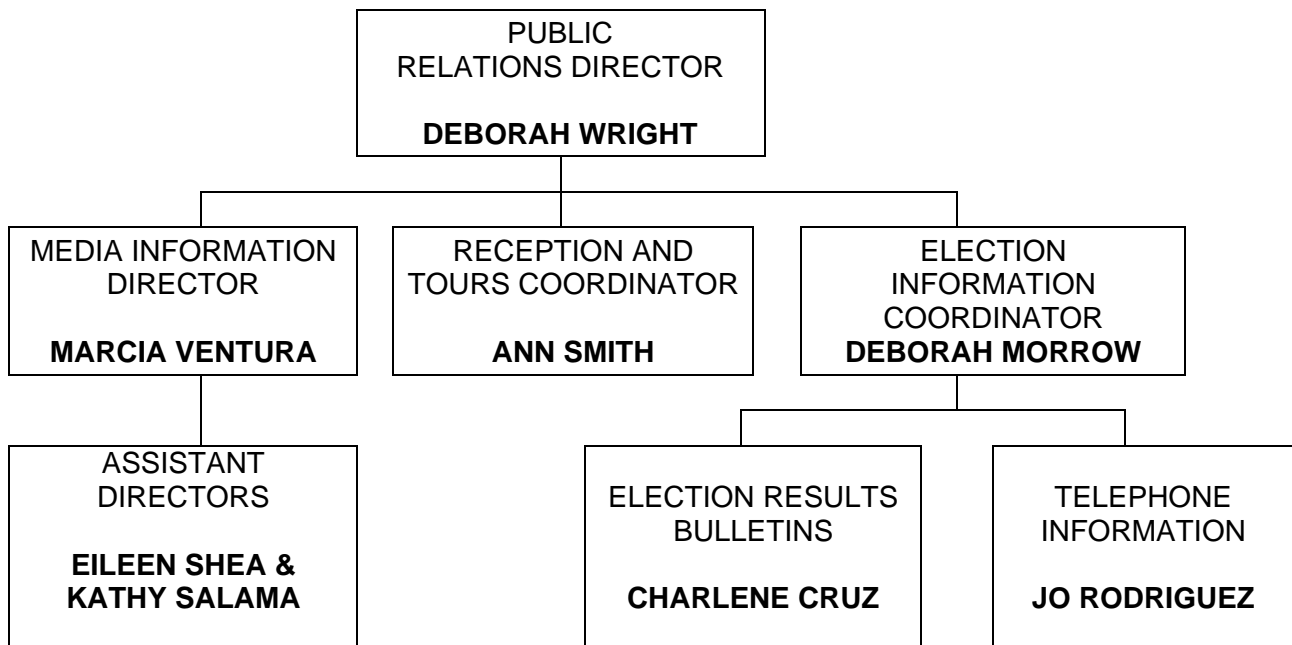 PUBLIC
RELATIONS DIRECTOR
DEBORAH WRIGHT
MEDIA INFORMATION
DIRECTOR
MARCIA VENTURA
RECEPTION AND
TOURS COORDINATOR
ANN SMITH
ELECTION
INFORMATION
COORDINATOR
DEBORAH MORROW
ASSISTANT
DIRECTORS
EILEEN SHEA &
KATHY SALAMA
ELECTION RESULTS
BULLETINS
CHARLENE CRUZ
TELEPHONE
INFORMATION
JO RODRIGUEZ